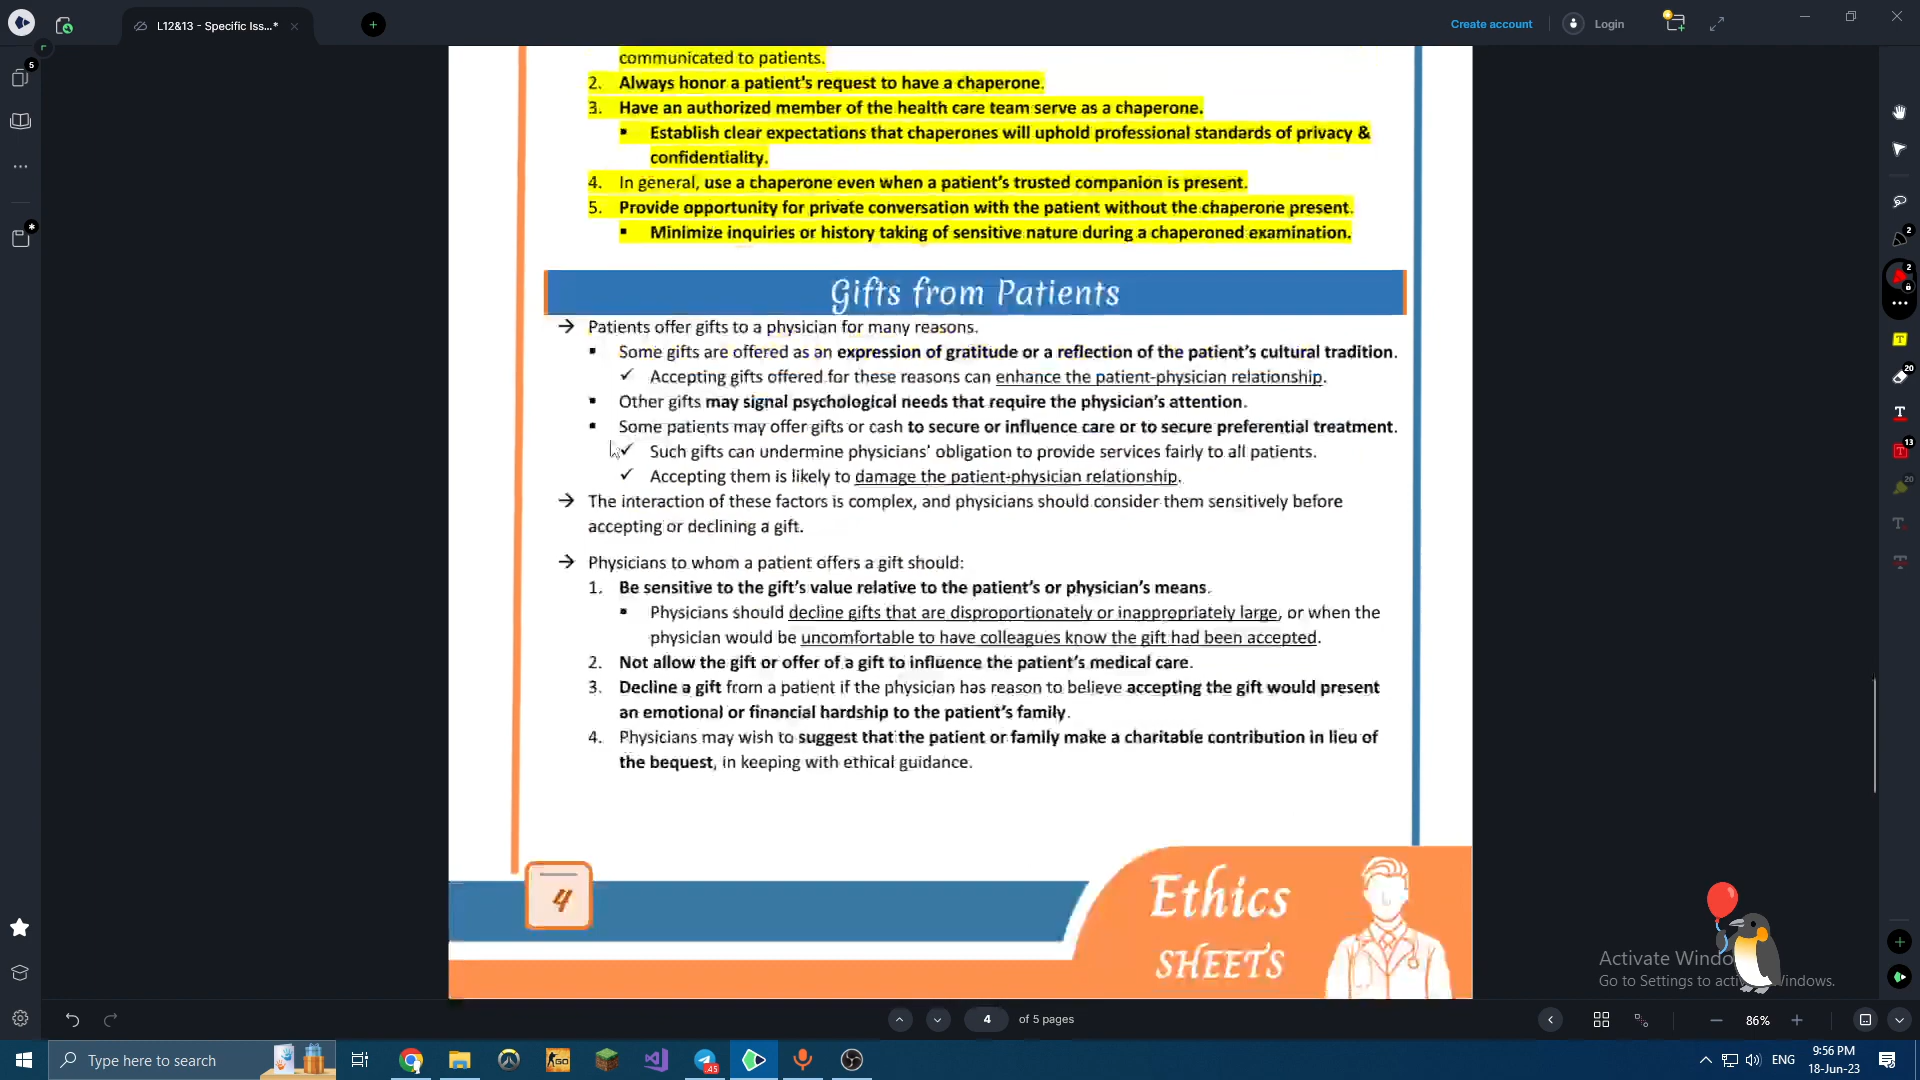 L12&13 - Specific Iss...*
Create account
Login
communicated to patients.
2. Always honor a patient's request to have a chaperone.
3. Have an authorized member of the health care team serve as a chaperone.
▪ Establish clear expectations that chaperones will uphold professional standards of privacy &
confidentiality.
4. In general, use a chaperone even when a patient's trusted companion is present.
5. Provide opportunity for private conversation with the patient without the chaperone present.
▪ Minimize inquiries or history taking of sensitive nature during a chaperoned examination.
Gifts from Patients
→ Patients offer gifts to a physician for many reasons.
▪ Some gifts are offered as an expression of gratitude or a reflection of the patient's cultural tradition.
✓ Accepting gifts offered for these reasons can enhance the patient-physician relationship.
▪ Other gifts may signal psychological needs that require the physician's attention.
▪ Some patients may offer gifts or cash to secure or influence care or to secure preferential treatment.
✓ Such gifts can undermine physicians' obligation to provide services fairly to all patients.
✓ Accepting them is likely to damage the patient-physician relationship.
→ The interaction of these factors is complex, and physicians should consider them sensitively before
accepting or declining a gift.
→ Physicians to whom a patient offers a gift should:
1. Be sensitive to the gift's value relative to the patient's or physician's means.
▪ Physicians should decline gifts that are disproportionately or inappropriately large, or when the
physician would be uncomfortable to have colleagues know the gift had been accepted.
2. Not allow the gift or offer of a gift to influence the patient's medical care.
3. Decline a gift from a patient if the physician has reason to believe accepting the gift would present
an emotional or financial hardship to the patient's family.
4. Physicians may wish to suggest that the patient or family make a charitable contribution in lieu of
the bequest, in keeping with ethical guidance.
4
Ethics
SHEETS
Activate Windo
Go to Settings to activ indows.
4 of 5 pages
86%
Type here to search
ENG
9:56 PM
18-Jun-23